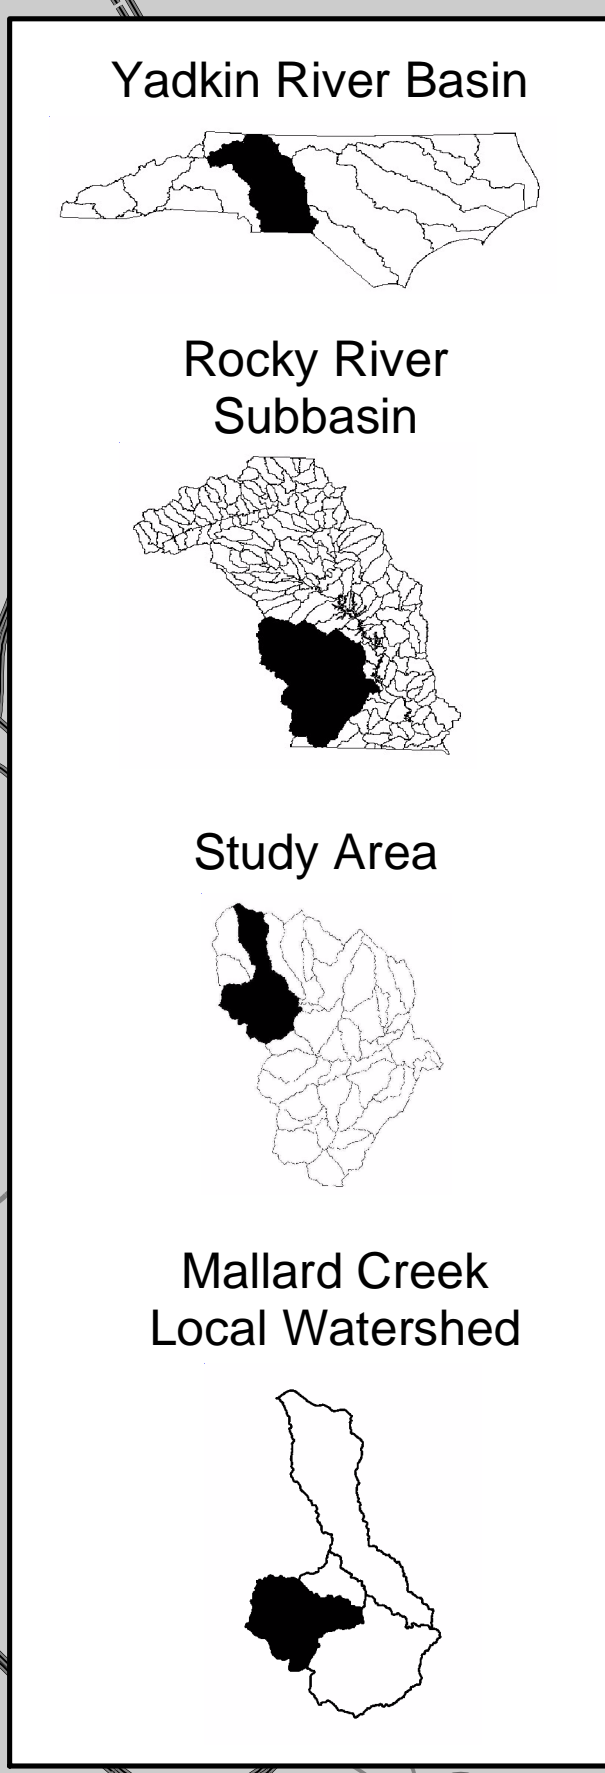 Yadkin River Basin
Rocky River
Subbasin
Study Area
Mallard Creek
Local Watershed